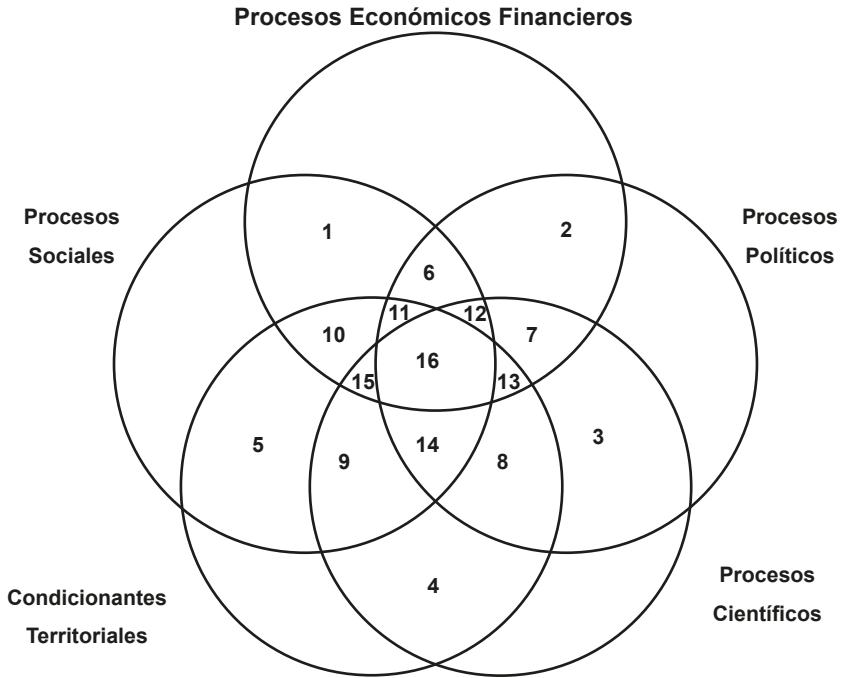 Procesos Económicos Financieros
Procesos
Sociales
Procesos
Políticos
1
2
6
11
12
10
7
16
15
13
5
9
14
8
3
4
Condicionantes
Territoriales
Procesos
Científicos